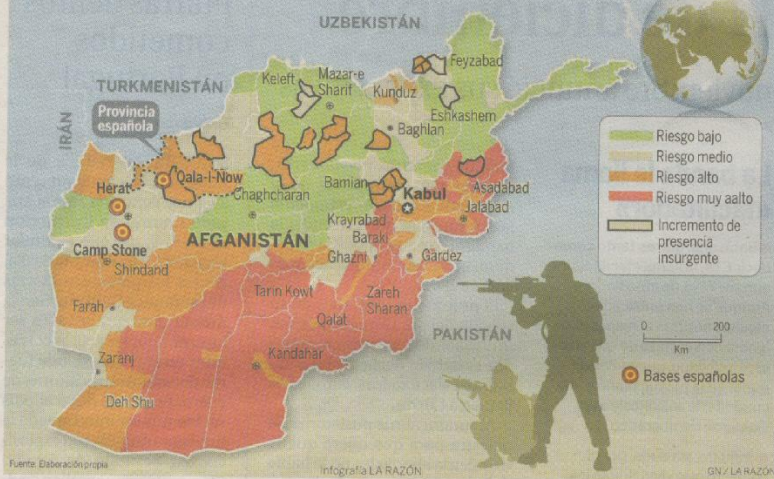 UZBEKISTÁN
TURKMENISTÁN
IRÁN
Provincia
española
Keleft
Mazar-e
Sharif
Kunduz
Feyzabad
Eshkashem
Baghlan
Herat
Qala-I-Now
Chaghcharan
Bamian
Kabul
Asadabad
Jalabad
Camp Stone
AFGANISTÁN
Krayrabad
Baraki
Shindand
Ghazni
Gardez
Farah
Tarin Kowt
Zareh
Sharan
Qalat
PAKISTÁN
Zaranj
Kandahar
Deh Shu
Riesgo bajo
Riesgo medio
Riesgo alto
Riesgo muy aalto
Incremento de
presencia
insurgente
0 200
Km
Bases españolas
Fuente: Elaboración propia
Infografía LA RAZÓN
GN / LA RAZÓN